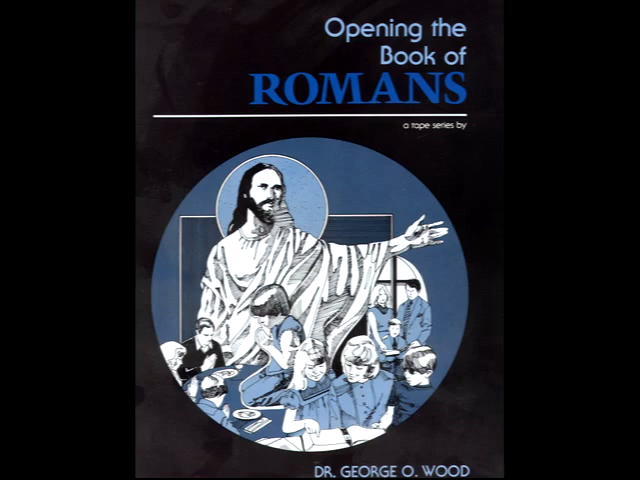 Opening the
Book of
ROMANS
a tape series by
DR. GEORGE O. WOOD